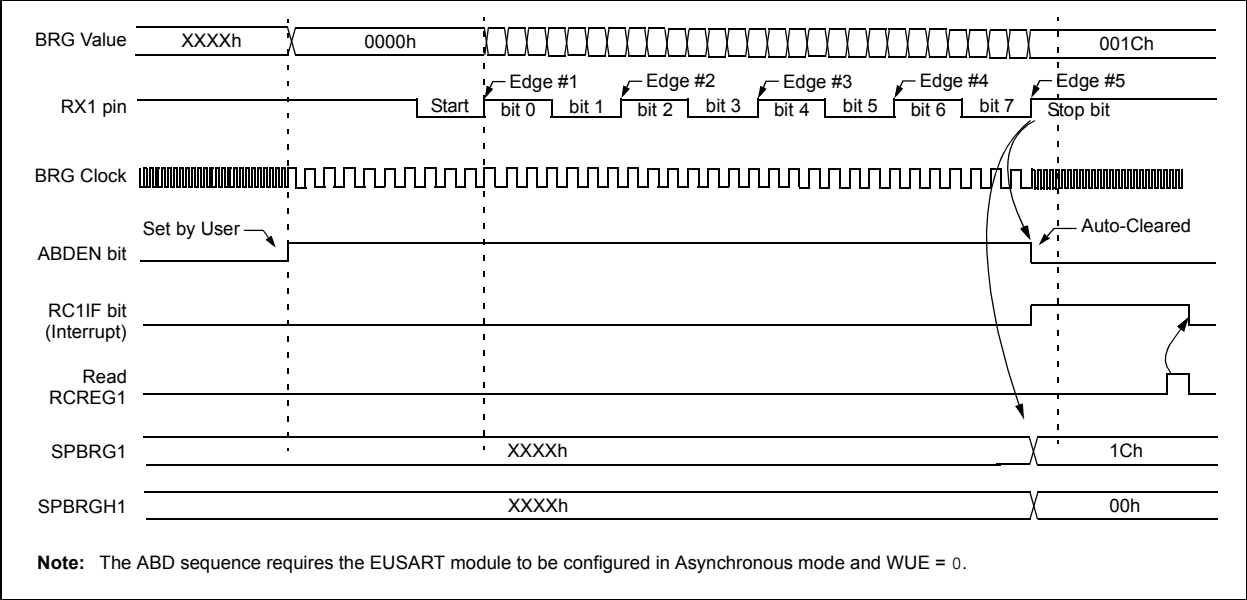 BRG Value
XXXXh
0000h
001Ch
RX1 pin
Start
Edge #1
bit 0
bit 1
Edge #2
bit 2
bit 3
Edge #3
bit 4
bit 5
Edge #4
bit 6
bit 7
Edge #5
Stop bit
BRG Clock
Set by User
Auto-Cleared
ABDEN bit
RC1IF bit
(Interrupt)
Read
RCREG1
SPBRG1
XXXXh
1Ch
SPBRGH1
XXXXh
00h
Note: The ABD sequence requires the EUSART module to be configured in Asynchronous mode and WUE = 0.